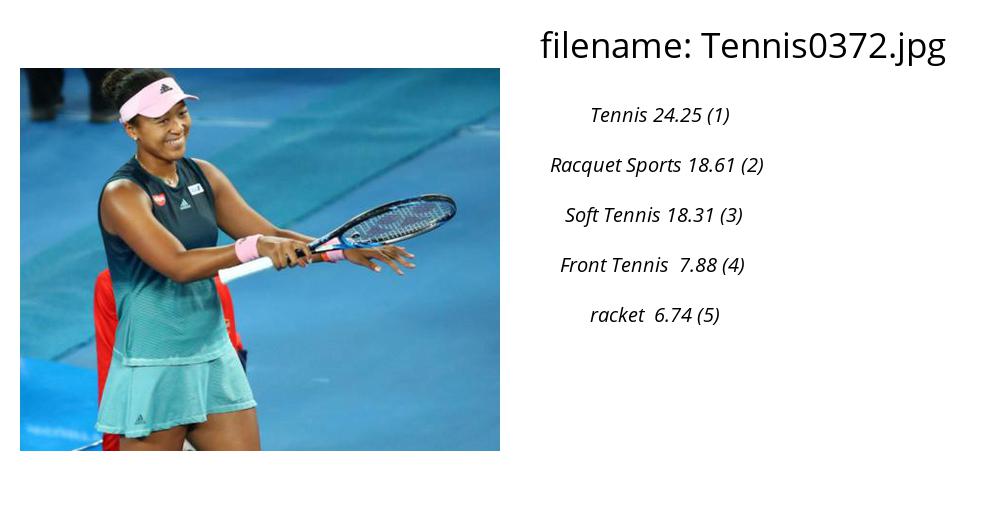 filename: Tennis0372.jpg
Tennis 24.25 (1)
Racquet Sports 18.61 (2)
Soft Tennis 18.31 (3)
Front Tennis 7.88 (4)
racket 6.74 (5)